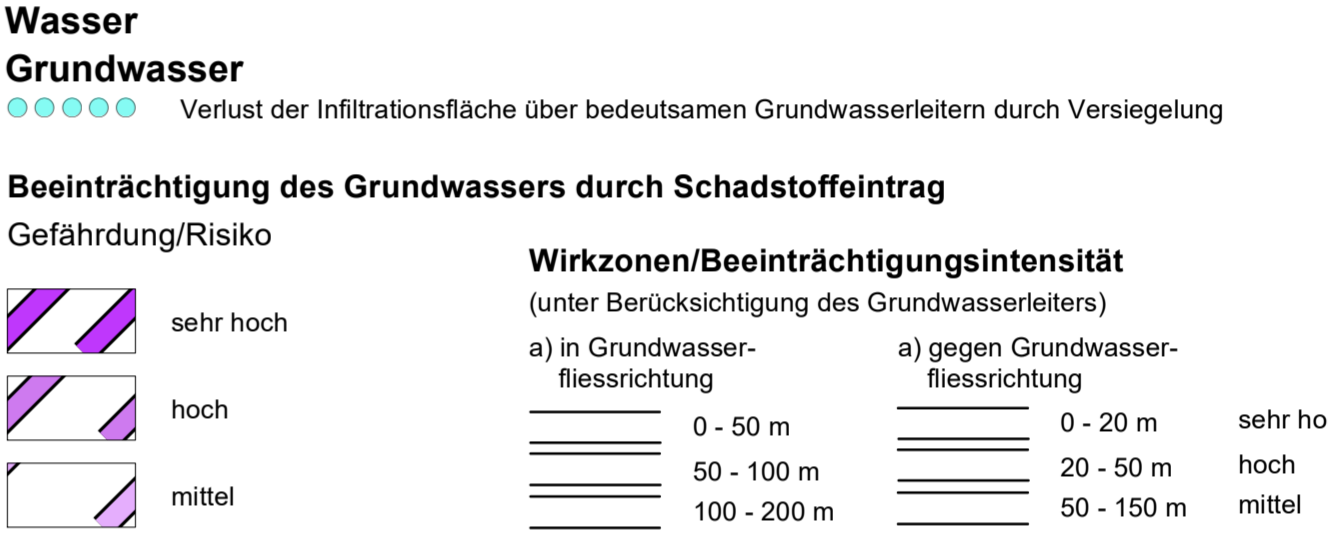 Wasser
Grundwasser
Verlust der Infiltrationsfläche über bedeutsamen Grundwasserleitern durch Versiegelung
Beeinträchtigung des Grundwassers durch Schadstoffeintrag
Gefährdung/Risiko
sehr hoch
hoch
mittel
Wirkzonen/Beeinträchtigungsintensität
(unter Berücksichtigung des Grundwasserleiters)
a) in Grundwasser-
fliessrichtung
0 - 50 m
50 - 100 m
100 - 200 m
a) gegen Grundwasser-
fliessrichtung
0 - 20 m sehr ho
20 - 50 m hoch
50 - 150 m mittel